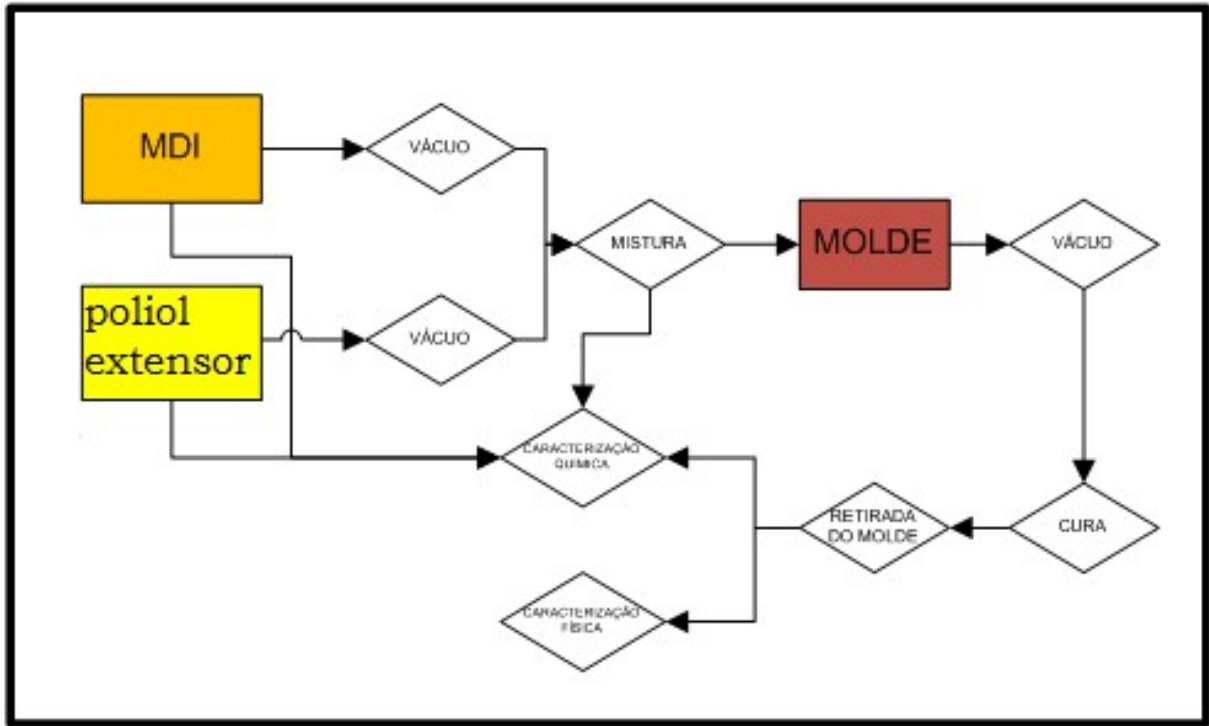 MDI
VÁCUO
MISTURA
MOLDE
VÁCUO
poliol
extensor
VÁCUO
CARACTERIZAÇÃO
QUÍMICA
RETIRADA
DO MOLDE
CURA
CARACTERIZAÇÃO
FÍSICA